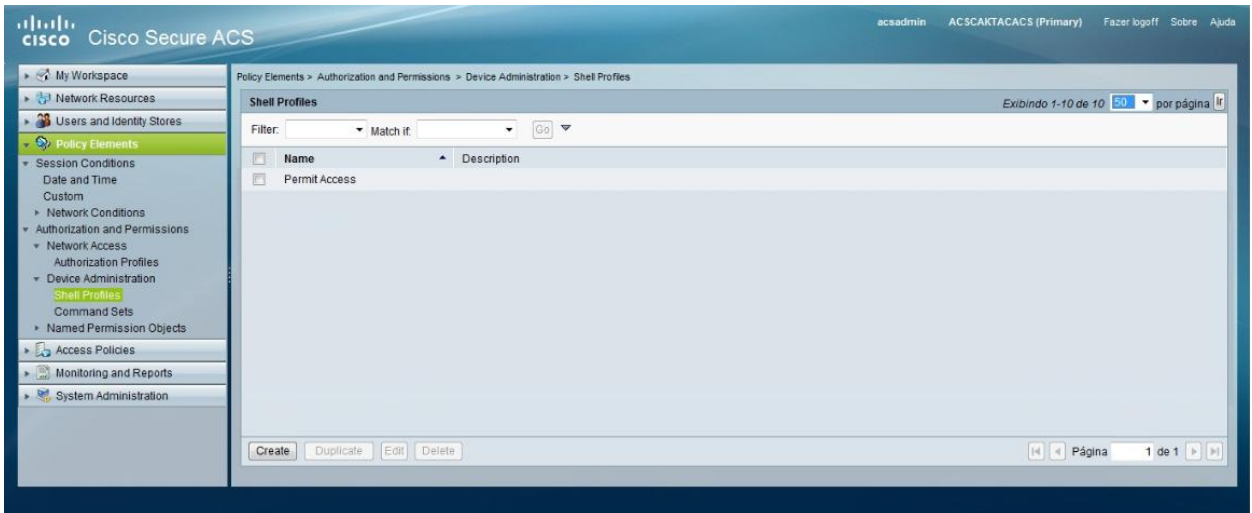 acsadmin ACSCAKTACACS (Primary) Fazer logoff Sobre Ajuda
CISCO Cisco Secure ACS
My Workspace
Network Resources
Users and Identity Stores
Policy Elements
Session Conditions
Date and Time
Custom
Network Conditions
Authorization and Permissions
Network Access
Authorization Profiles
Device Administration
Shell Profiles
Command Sets
Named Permission Objects
Access Policies
Monitoring and Reports
System Administration
Policy Elements > Authorization and Permissions > Device Administration > Shell Profiles
Shell Profiles Exibindo 1-10 de 10 50 por página Ir
Filter: Match if: Go
Name Description
Permit Access
Create Duplicate Edit Delete Página 1 de 1